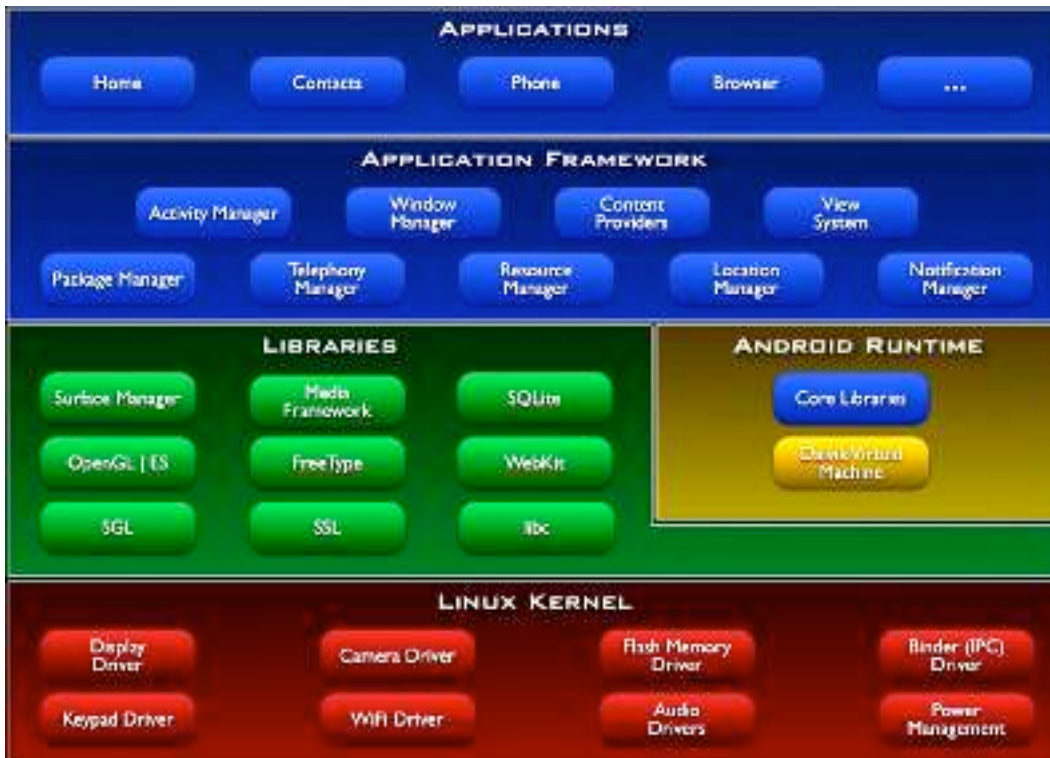 APPLICATIONS
Home
Contacts
Phone
Browser
...
APPLICATION FRAMEWORK
Activity Manager
Window
Manager
Content
Providers
View
System
Package Manager
Telephony
Manager
Resource
Manager
Location
Manager
Notification
Manager
LIBRARIES
ANDROID RUNTIME
Surface Manager
Media
Framework
SQLite
Core Libraries
OpenGL | ES
FreeType
WebKit
Dalvik Virtual
Machine
SGL
SSL
libc
LINUX KERNEL
Display
Driver
Camera Driver
Flash Memory
Driver
Binder (IPC)
Driver
Keypad Driver
WiFi Driver
Audio
Drivers
Power
Management